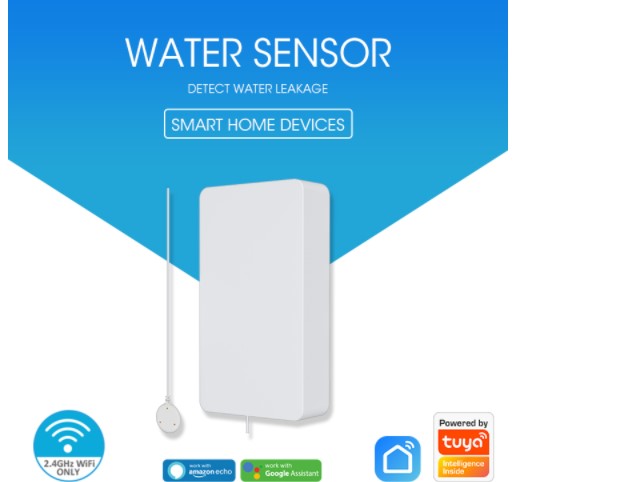 WATER SENSOR
DETECT WATER LEAKAGE
SMART HOME DEVICES
2.4GHz WiFi
ONLY
work with
amazon echo
work with
Google Assistant
Powered by
tuya
Intelligence
Inside